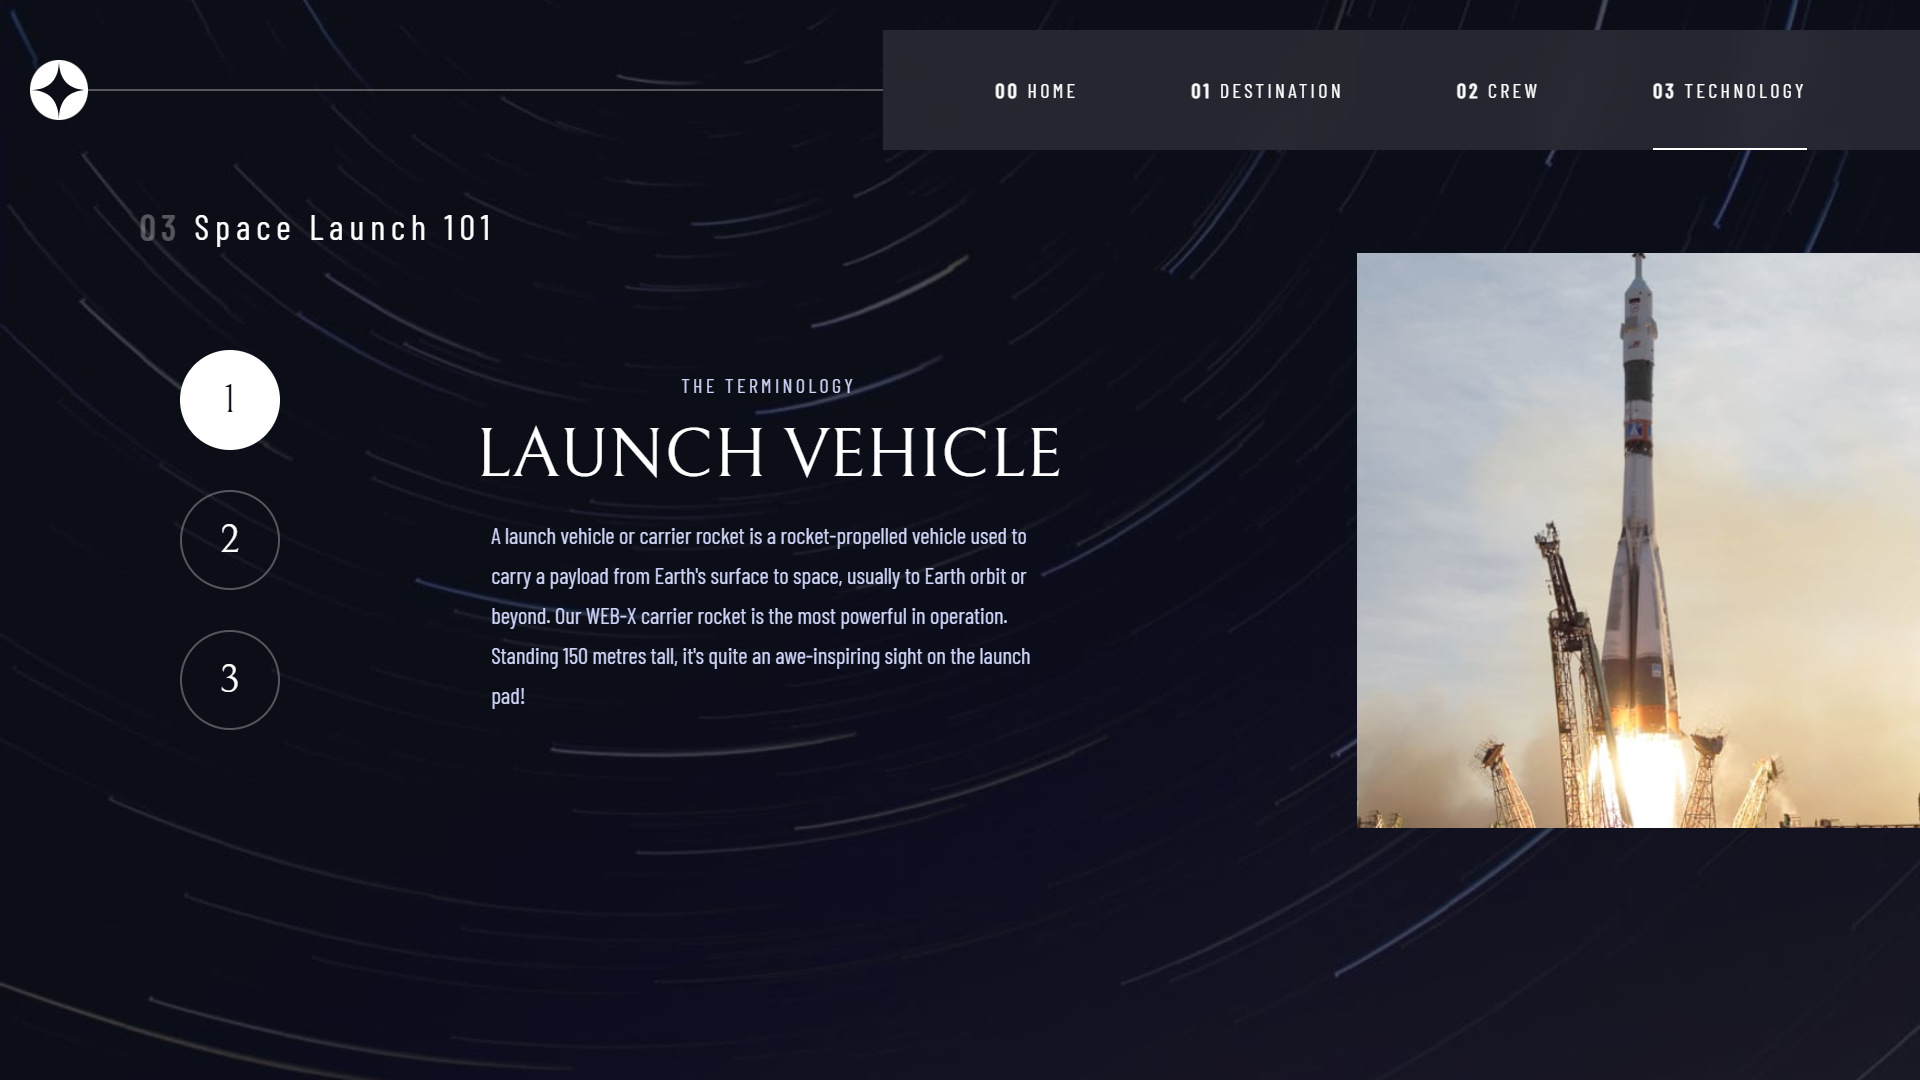 00 HOME
01 DESTINATION
02 CREW
03 TECHNOLOGY
03 Space Launch 101
1
2
3
THE TERMINOLOGY
LAUNCH VEHICLE
A launch vehicle or carrier rocket is a rocket-propelled vehicle used to
carry a payload from Earth's surface to space, usually to Earth orbit or
beyond. Our WEB-X carrier rocket is the most powerful in operation.
Standing 150 metres tall, it's quite an awe-inspiring sight on the launch
pad!